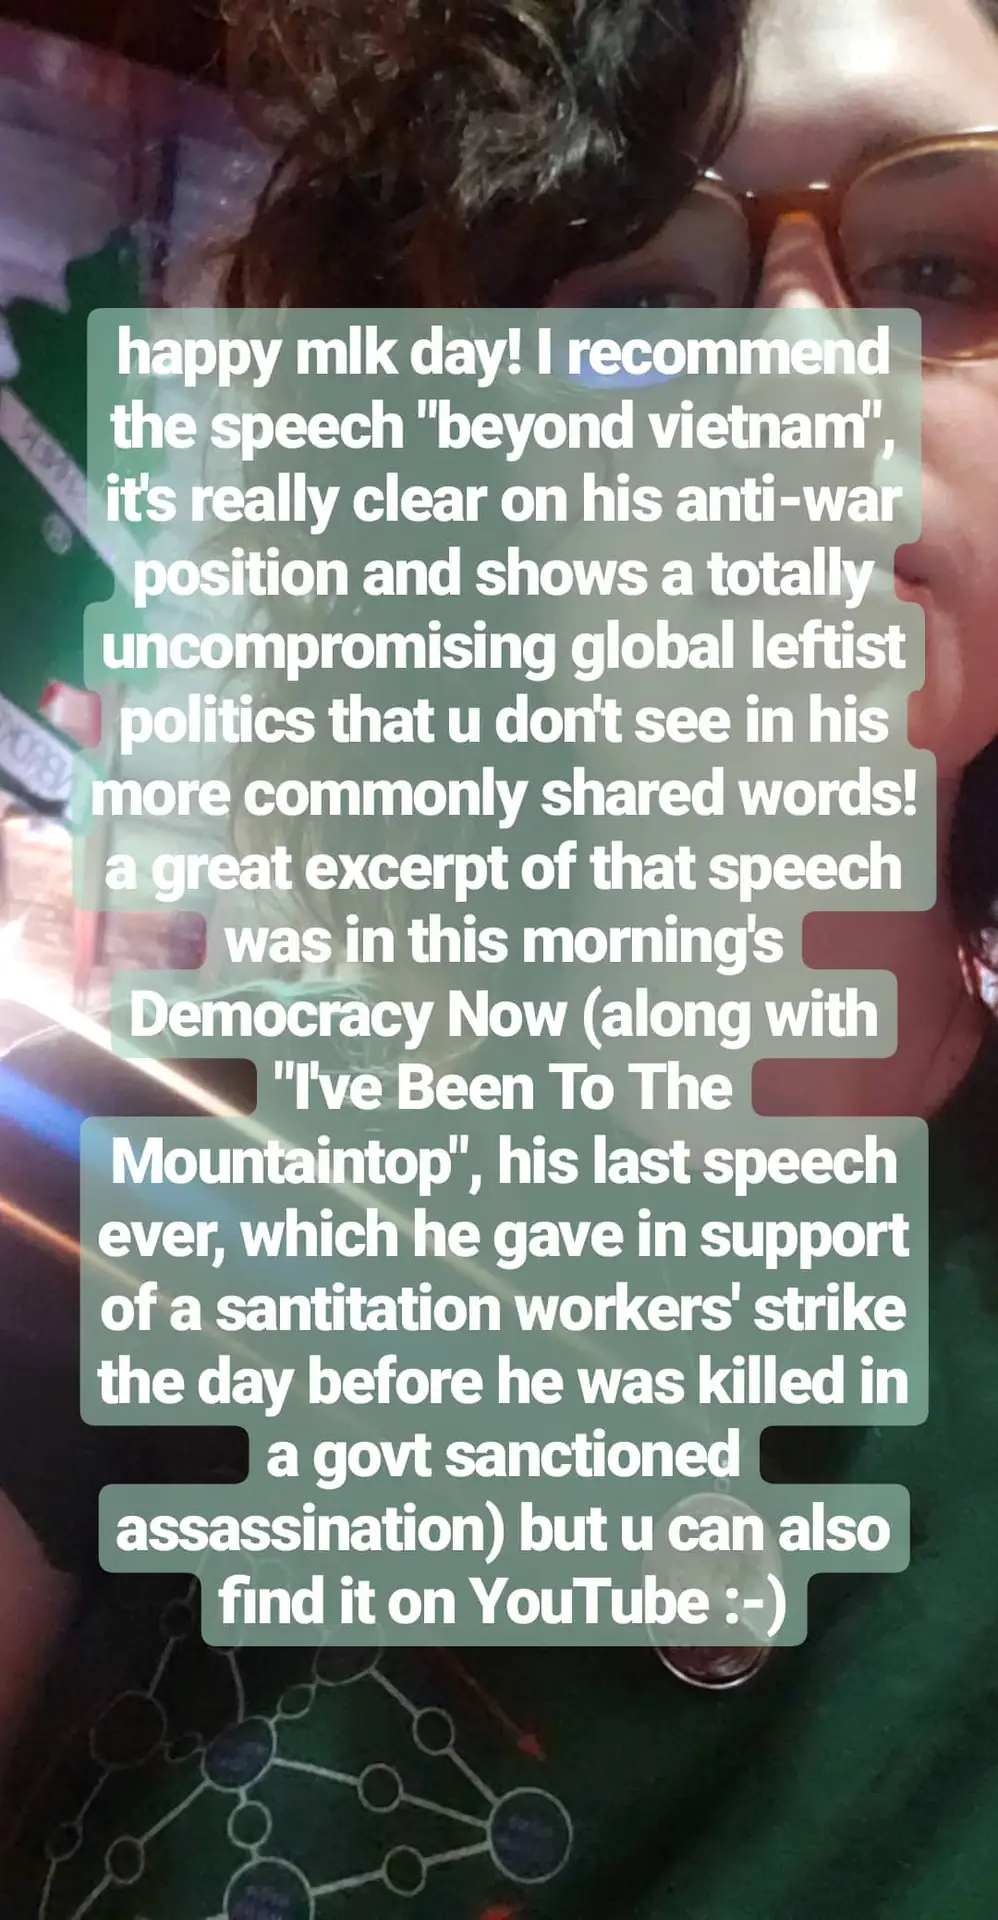 happy mlk day! I recommend
the speech "beyond vietnam",
it's really clear on his anti-war
position and shows a totally
uncompromising global leftist
politics that u don't see in his
more commonly shared words!
a great excerpt of that speech
was in this morning's
Democracy Now (along with
"I've Been To The
Mountaintop", his last speech
ever, which he gave in support
of a santitation workers' strike
the day before he was killed in
a govt sanctioned
assassination) but u can also
find it on YouTube :-)